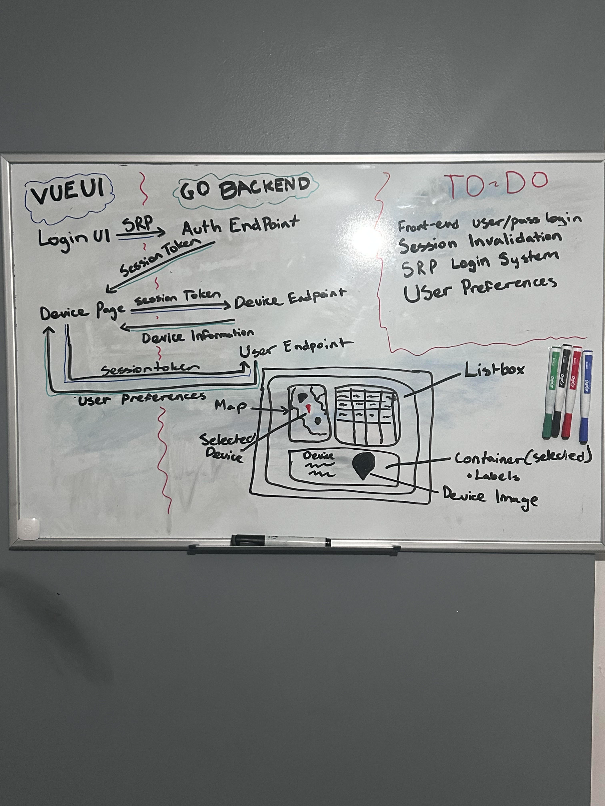 VUE UI
GO BACKEND
TO-DO
Login UI
SRP
Auth EndPoint
Session Token
Device Page
Session Token
Device Endpoint
Device Information
User Endpoint
Session token
User Preferences
Front-end user/pass login
Session Invalidation
SRP Login System
User Preferences
Listbox
Map
Selected
Device
Device
Container (selected)
• Labels
Device Image